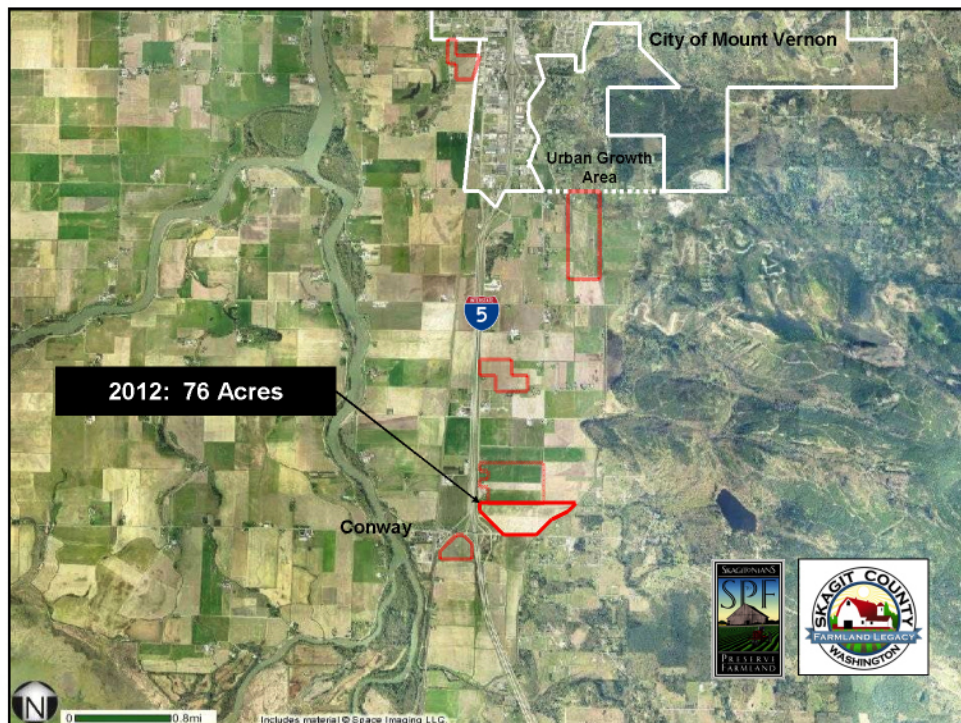 City of Mount Vernon
Urban Growth
Area
INTERSTATE
5
2012: 76 Acres
Conway
SKAGITONIANS
SPF
PRESERVE
FARMLAND
SKAGIT COUNTY
FARMLAND LEGACY
WASHINGTON
N
0
0.8mi
Includes material © Space Imaging LLC